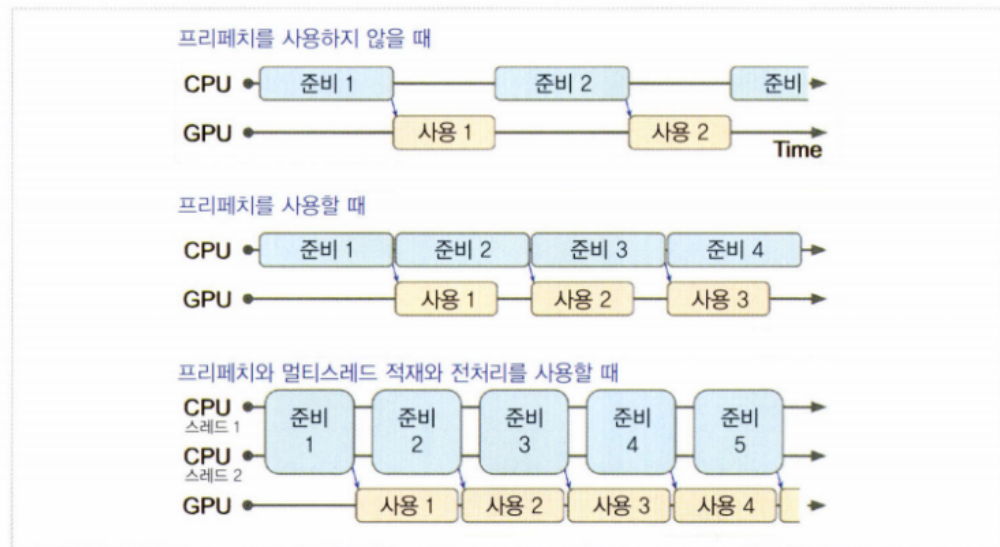 프리페치를 사용하지 않을 때
CPU 준비 1 준비 2 준비
GPU 사용 1 사용 2
Time
프리페치를 사용할 때
CPU 준비 1 준비 2 준비 3 준비 4
GPU 사용 1 사용 2 사용 3
프리페치와 멀티스레드 적재와 전처리를 사용할 때
CPU
스레드 1
준비 1
준비 2
준비 3
준비 4
준비 5
CPU
스레드 2
GPU 사용 1 사용 2 사용 3 사용 4